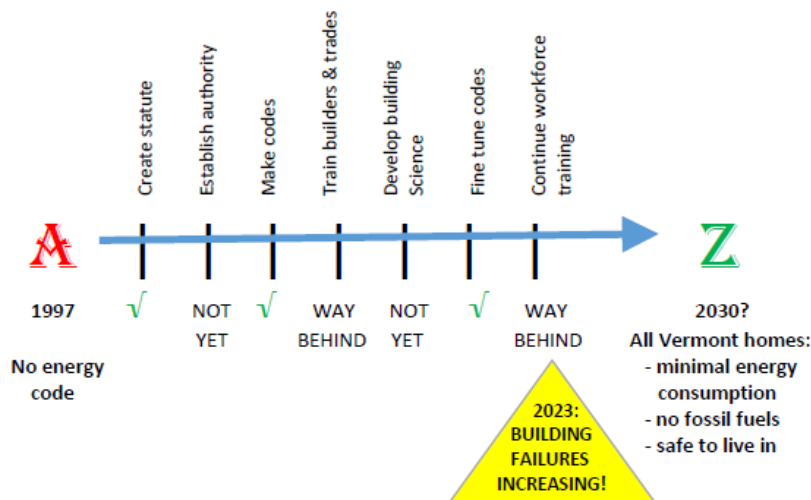 Create statute
Establish authority
Make codes
Train builders & trades
Develop building
Science
Fine tune codes
Continue workforce
training
A
Z
1997
√
NOT
YET
√
WAY
BEHIND
NOT
YET
√
WAY
BEHIND
2030?
No energy
code
All Vermont homes:
- minimal energy
consumption
- no fossil fuels
- safe to live in
2023:
BUILDING
FAILURES
INCREASING!